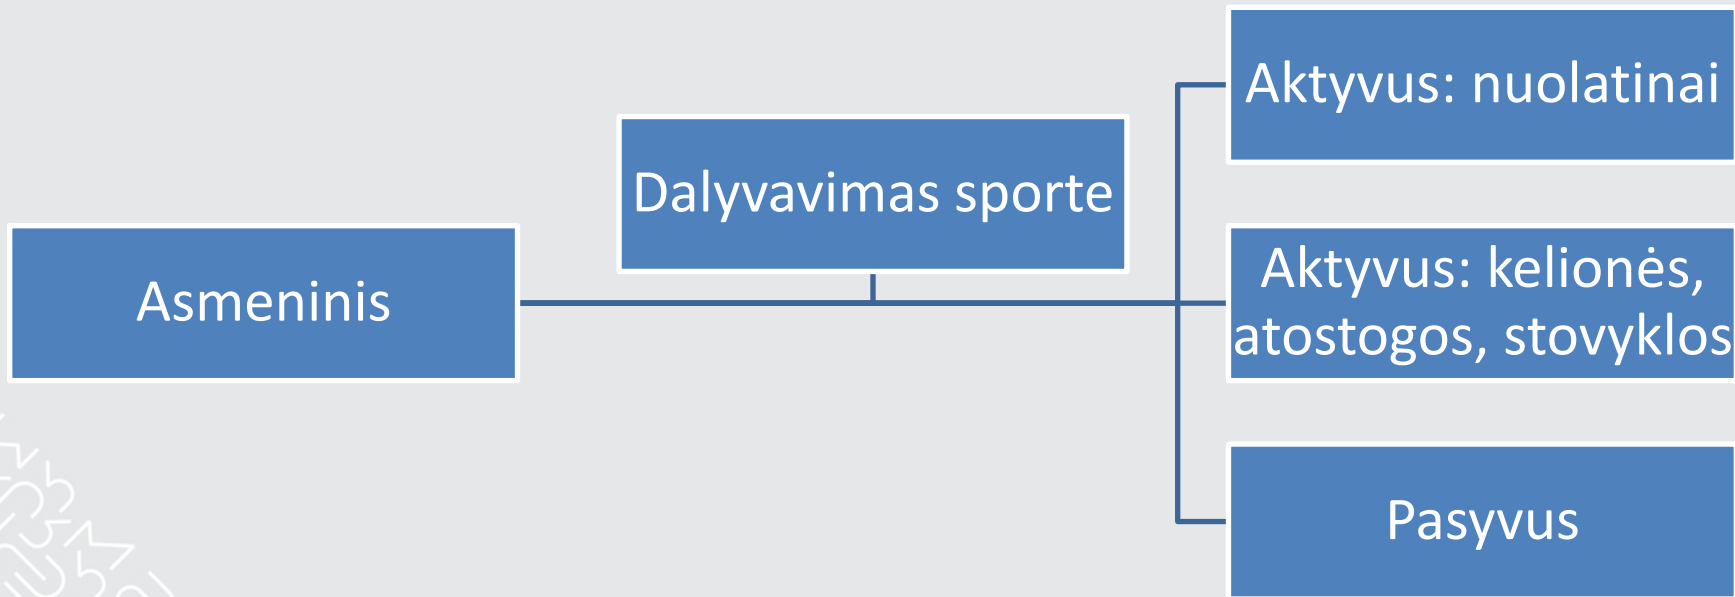 Asmeninis
Dalyvavimas sporte
Aktyvus: nuolatinai
Aktyvus: kelionės,
atostogos, stovyklos
Pasyvus